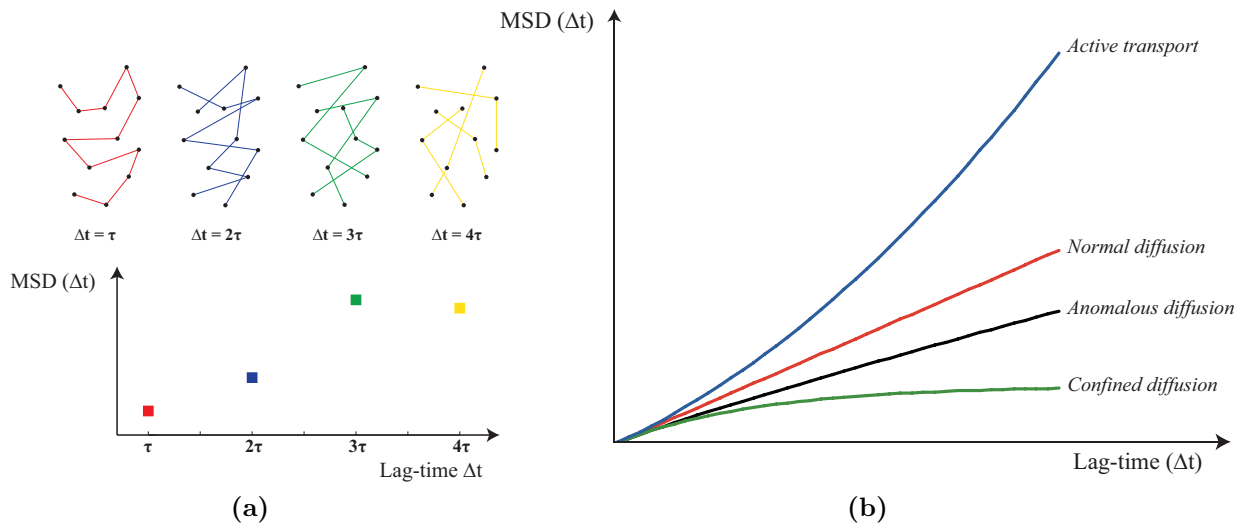 Δt = τ
Δt = 2τ
Δt = 3τ
Δt = 4τ
MSD (Δt)
τ
2τ
3τ
4τ
Lag-time Δt
(a)
MSD (Δt)
Active transport
Normal diffusion
Anomalous diffusion
Confined diffusion
Lag-time (Δt)
(b)